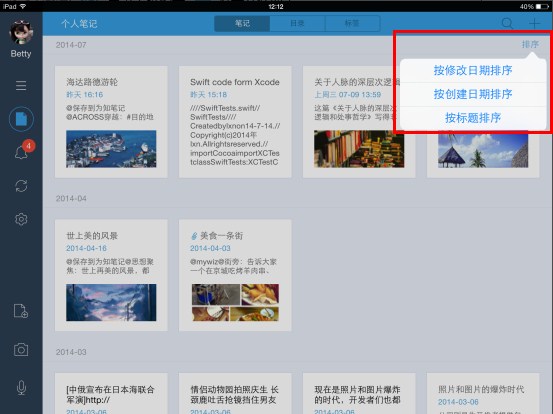 iPad
12:12
40%
个人笔记
笔记
目录
标签
Betty
2014-07
排序
按修改日期排序
按创建日期排序
按标题排序
海达路德游轮
昨天 16:16
@保存到为知笔记
@ACROSS穿越：#目的地
Swift code form Xcode
昨天 15:18
////SwiftTests.swift//
SwiftTests////
Createdbylxnon14-7-14.//
Copyright(c)2014年
lxn.Allrightsreserved.//
importCocoaimportXCTes
tclassSwiftTests:XCTestC
关于人脉的深层次逻辑
上周三 07-09 13:59
这篇《关于人脉的深层次
逻辑和处事哲学》写得
4
2014-04
世上美的风景
2014-04-16
@保存到为知笔记@思想聚
焦：世上再美的风景，都
美食一条街
2014-04-03
@mywiz@街旁：告诉大家
一个在京城吃烤羊肉串，
2014-03
[中俄宣布在日本海联合
军演]http://
2014-03-06
情侣动物园拍照庆生 长
颈鹿吐舌抢镜挡住男友
2014-03-06
现在是照片和图片爆炸
的时代，开发者们也都
2014-03-06
照片和图片的爆炸时代
2014-03-06